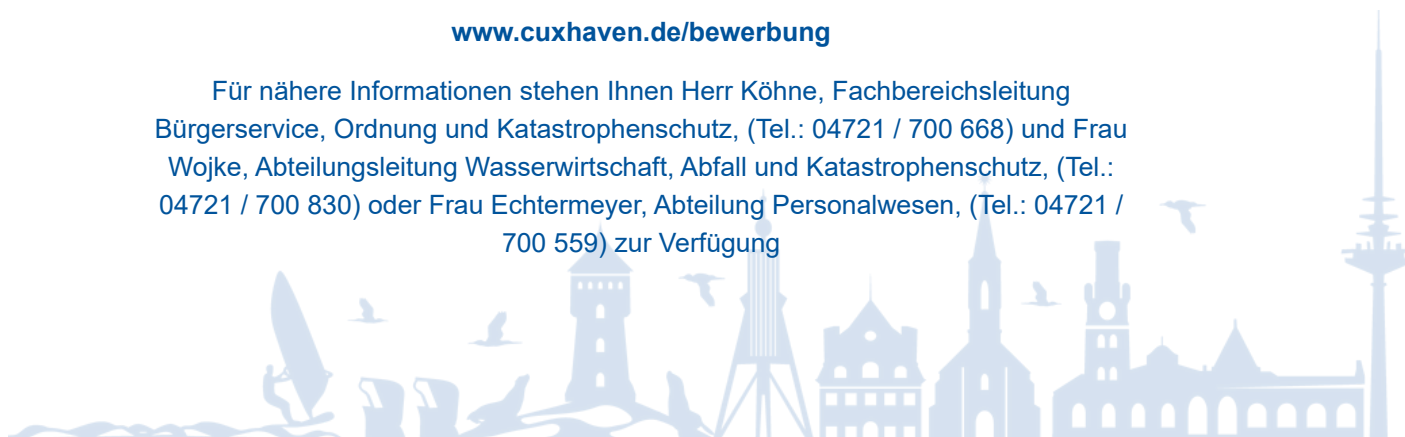 www.cuxhaven.de/bewerbung
Für nähere Informationen stehen Ihnen Herr Köhne, Fachbereichsleitung
Bürgerservice, Ordnung und Katastrophenschutz, (Tel.: 04721 / 700 668) und Frau
Wojke, Abteilungsleitung Wasserwirtschaft, Abfall und Katastrophenschutz, (Tel.:
04721 / 700 830) oder Frau Echtermeyer, Abteilung Personalwesen, (Tel.: 04721 /
700 559) zur Verfügung